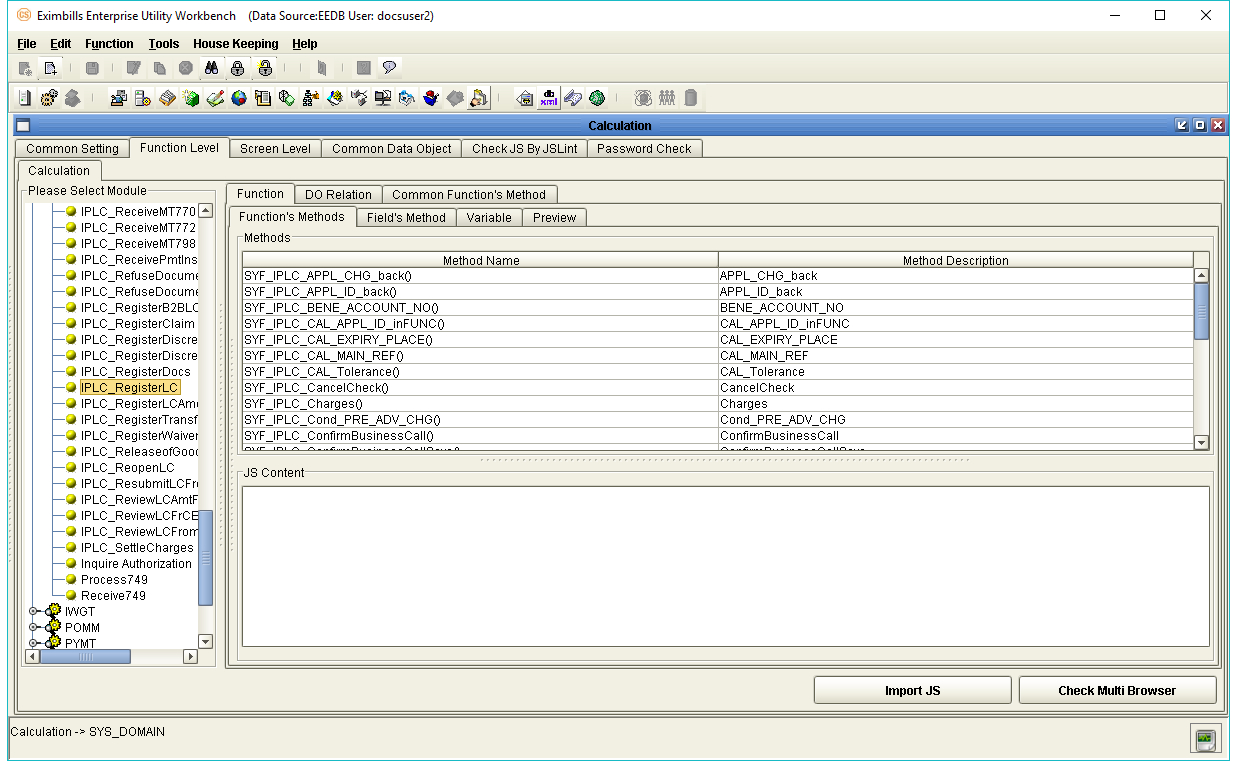 Eximbills Enterprise Utility Workbench (Data Source:EEDB User: docsuser2)
File Edit Function Tools House Keeping Help
Calculation
Common Setting Function Level Screen Level Common Data Object Check JS By JSLint Password Check
Calculation
Please Select Module
IPLC_ReceiveMT770
IPLC_ReceiveMT772
IPLC_ReceiveMT798
IPLC_ReceivePmtIns
IPLC_RefuseDocume
IPLC_RefuseDocume
IPLC_RegisterB2BLC
IPLC_RegisterClaim
IPLC_RegisterDiscre
IPLC_RegisterDiscre
IPLC_RegisterDocs
IPLC_RegisterLC
IPLC_RegisterLCAm
IPLC_RegisterTransf
IPLC_RegisterWaiver
IPLC_ReleaseofGoo
IPLC_ReopenLC
IPLC_ResubmitLCFr
IPLC_ReviewLCAmtF
IPLC_ReviewLCFrCE
IPLC_ReviewLCFrom
IPLC_SettleCharges
Inquire Authorization
Process749
Receive749
IWGT
POMM
PYMT
Function DO Relation Common Function's Method
Function's Methods Field's Method Variable Preview
Methods
Method Name Method Description
SYF_IPLC_APPL_CHG_back() APPL_CHG_back
SYF_IPLC_APPL_ID_back() APPL_ID_back
SYF_IPLC_BENE_ACCOUNT_NO() BENE_ACCOUNT_NO
SYF_IPLC_CAL_APPL_ID_inFUNC() CAL_APPL_ID_inFUNC
SYF_IPLC_CAL_EXPIRY_PLACE() CAL_EXPIRY_PLACE
SYF_IPLC_CAL_MAIN_REF() CAL_MAIN_REF
SYF_IPLC_CAL_Tolerance() CAL_Tolerance
SYF_IPLC_CancelCheck() CancelCheck
SYF_IPLC_Charges() Charges
SYF_IPLC_Cond_PRE_ADV_CHG() Cond_PRE_ADV_CHG
SYF_IPLC_ConfirmBusinessCall() ConfirmBusinessCall
JS Content
Import JS Check Multi Browser
Calculation -> SYS_DOMAIN